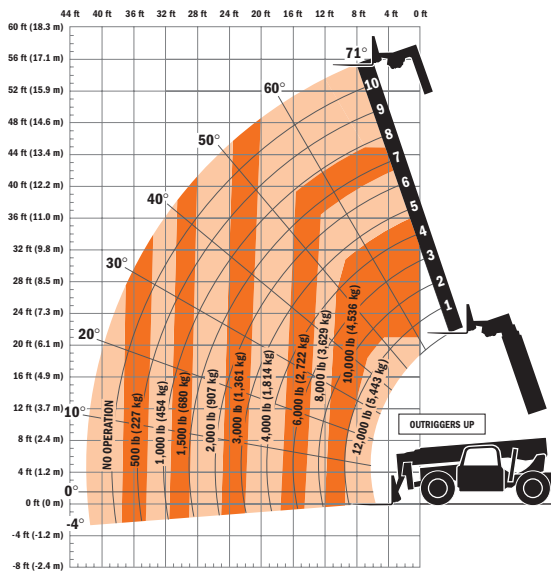 44 ft 40 ft 36 ft 32 ft 28 ft 24 ft 20 ft 16 ft 12 ft 8 ft 4 ft 0 ft
60 ft (18.3 m)
56 ft (17.1 m)
52 ft (15.9 m)
48 ft (14.6 m)
44 ft (13.4 m)
40 ft (12.2 m)
36 ft (11.0 m)
32 ft (9.8 m)
28 ft (8.5 m)
24 ft (7.3 m)
20 ft (6.1 m)
16 ft (4.9 m)
12 ft (3.7 m)
8 ft (2.4 m)
4 ft (1.2 m)
0 ft (0 m)
-4 ft (-1.2 m)
-8 ft (-2.4 m)
71°
60°
50°
40°
30°
20°
10°
0°
-4°
10
9
8
7
6
5
4
3
2
1
NO OPERATION
500 lb (227 kg)
1,000 lb (454 kg)
1,500 lb (680 kg)
2,000 lb (907 kg)
3,000 lb (1,361 kg)
4,000 lb (1,814 kg)
6,000 lb (2,722 kg)
8,000 lb (3,629 kg)
10,000 lb (4,536 kg)
12,000 lb (5,443 kg)
OUTRIGGERS UP